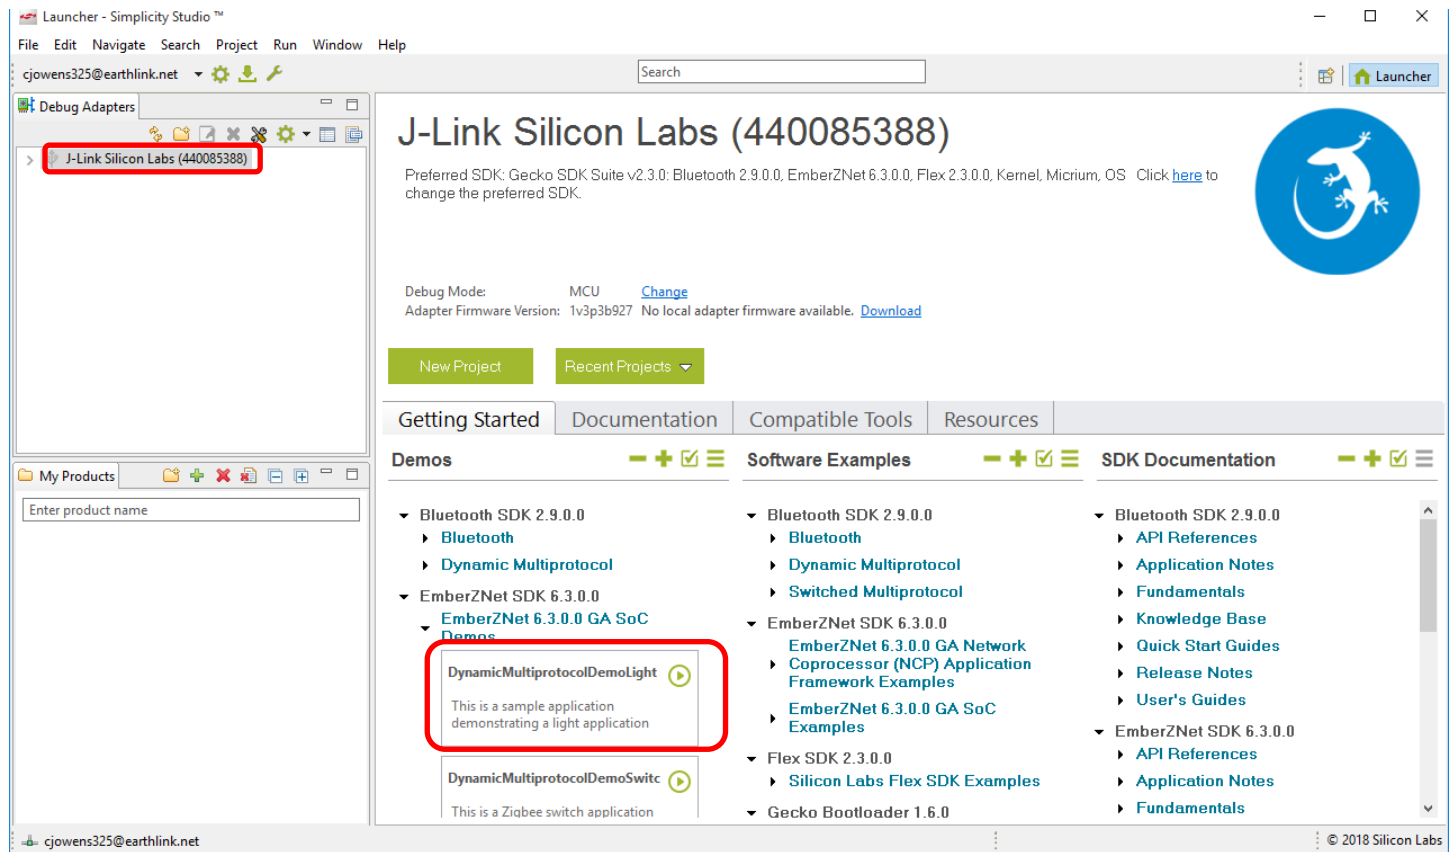 Launcher - Simplicity Studio ™
File Edit Navigate Search Project Run Window Help
cjowens325@earthlink.net
Search
Launcher
Debug Adapters
J-Link Silicon Labs (440085388)
J-Link Silicon Labs (440085388)
Preferred SDK: Gecko SDK Suite v2.3.0: Bluetooth 2.9.0.0, EmberZNet 6.3.0.0, Flex 2.3.0.0, Kernel, Micrium, OS Click here to
change the preferred SDK.
Debug Mode: MCU Change
Adapter Firmware Version: 1v3p3b927 No local adapter firmware available. Download
New Project
Recent Projects
Getting Started
Documentation
Compatible Tools
Resources
My Products
Enter product name
Demos
Bluetooth SDK 2.9.0.0
Bluetooth
Dynamic Multiprotocol
EmberZNet SDK 6.3.0.0
EmberZNet 6.3.0.0 GA SoC
Demos
DynamicMultiprotocolDemoLight
This is a sample application
demonstrating a light application
DynamicMultiprotocolDemoSwitc
This is a Zigbee switch application
Software Examples
Bluetooth SDK 2.9.0.0
Bluetooth
Dynamic Multiprotocol
Switched Multiprotocol
EmberZNet SDK 6.3.0.0
EmberZNet 6.3.0.0 GA Network
Coprocessor (NCP) Application
Framework Examples
EmberZNet 6.3.0.0 GA SoC
Examples
Flex SDK 2.3.0.0
Silicon Labs Flex SDK Examples
Gecko Bootloader 1.6.0
SDK Documentation
Bluetooth SDK 2.9.0.0
API References
Application Notes
Fundamentals
Knowledge Base
Quick Start Guides
Release Notes
User's Guides
EmberZNet SDK 6.3.0.0
API References
Application Notes
Fundamentals
cjowens325@earthlink.net
© 2018 Silicon Labs